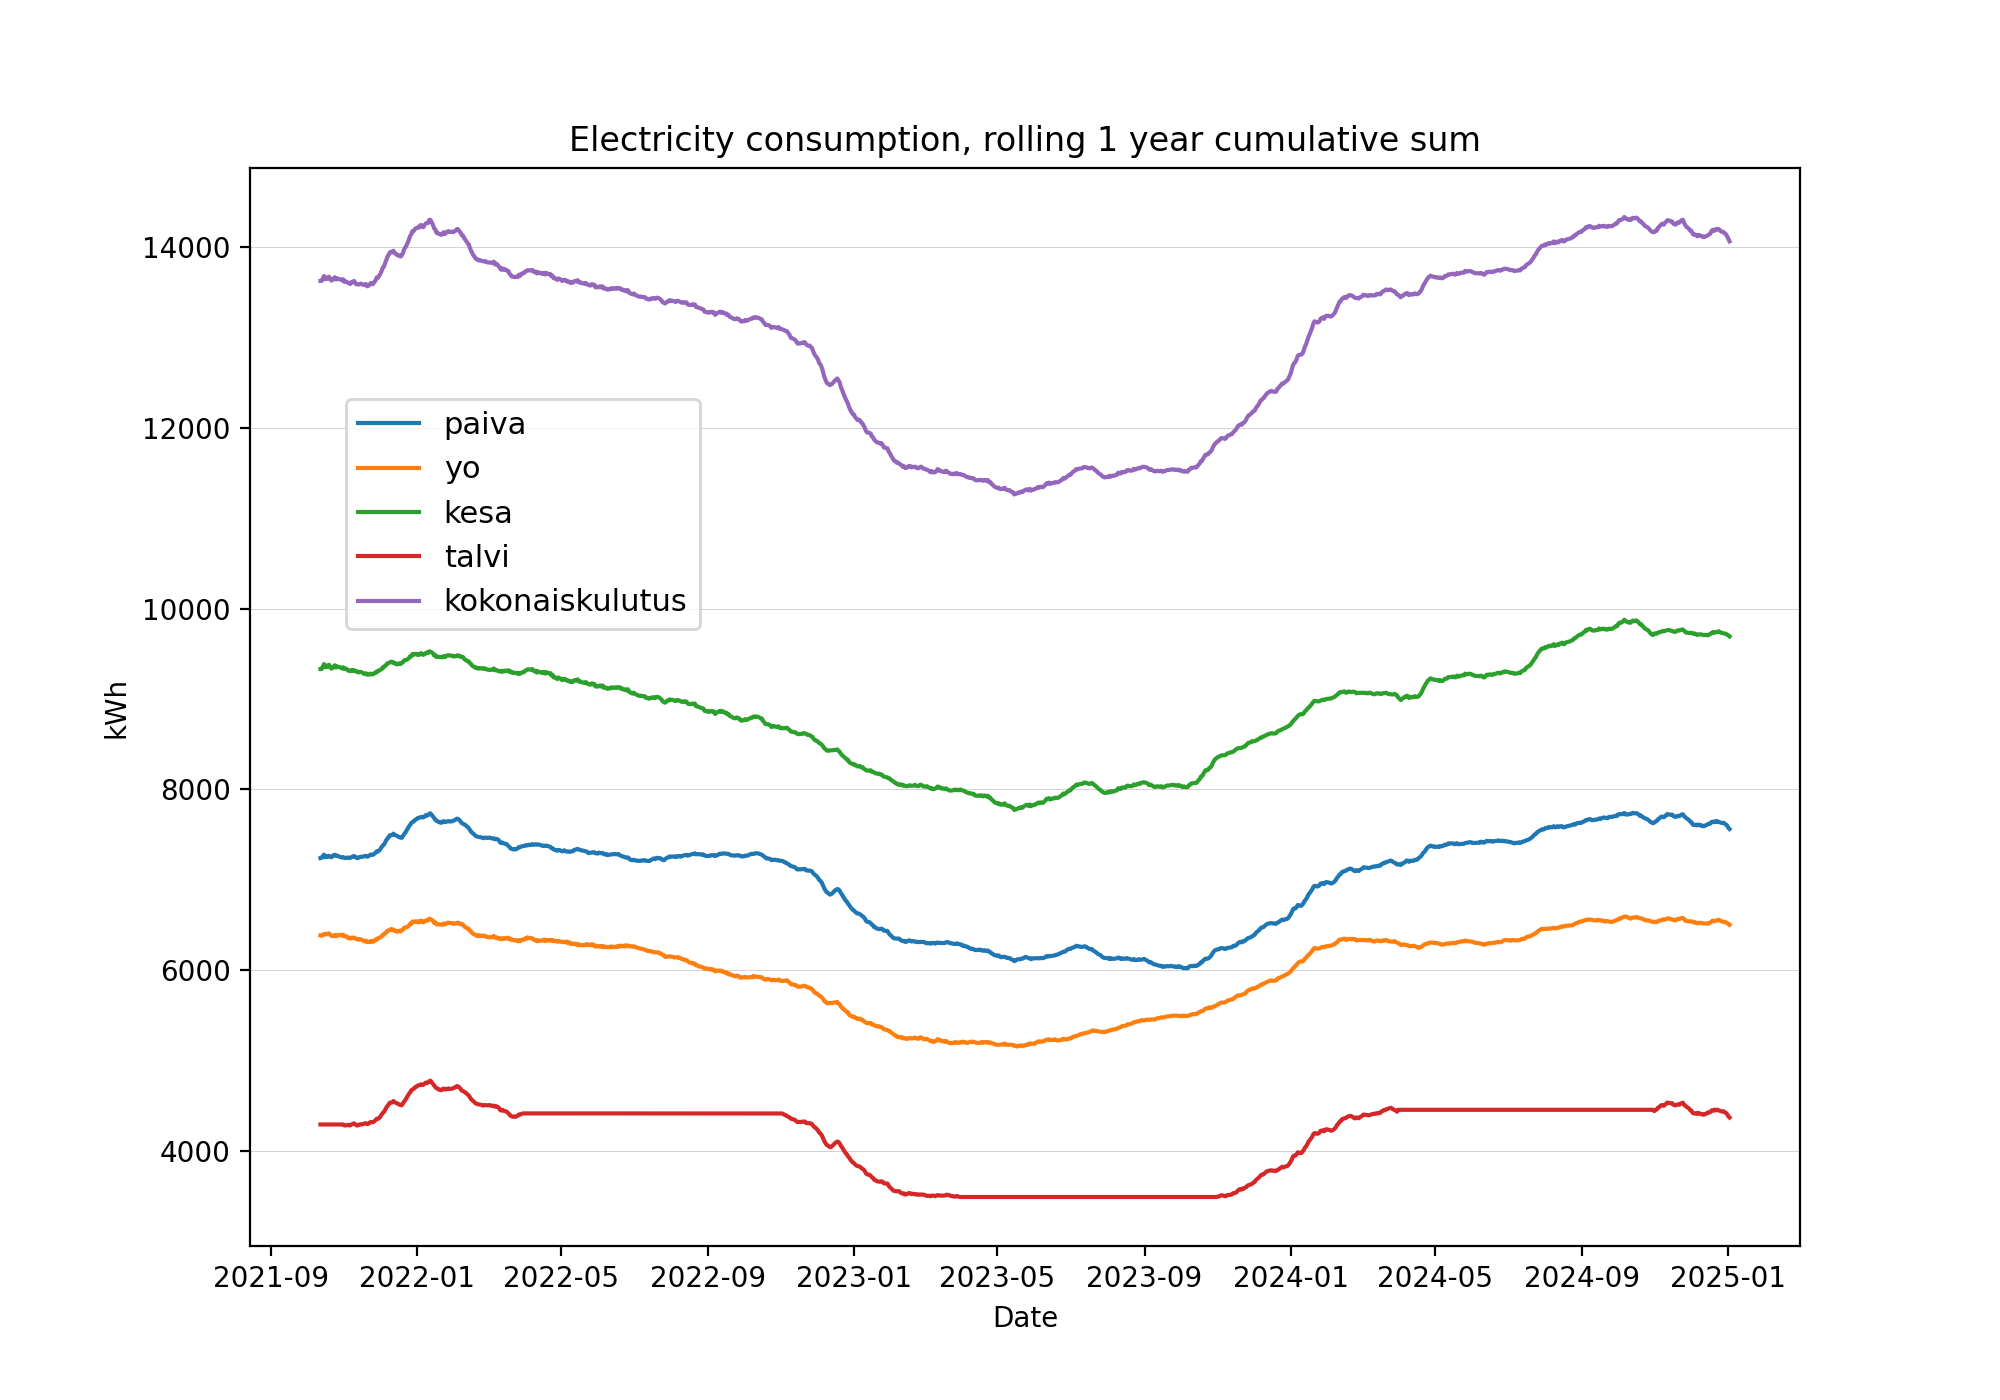 Electricity consumption, rolling 1 year cumulative sum
14000
12000
10000
8000
6000
4000
kWh
paiva
yo
kesa
talvi
kokonaiskulutus
2021-09 2022-01 2022-05 2022-09 2023-01 2023-05 2023-09 2024-01 2024-05 2024-09 2025-01
Date